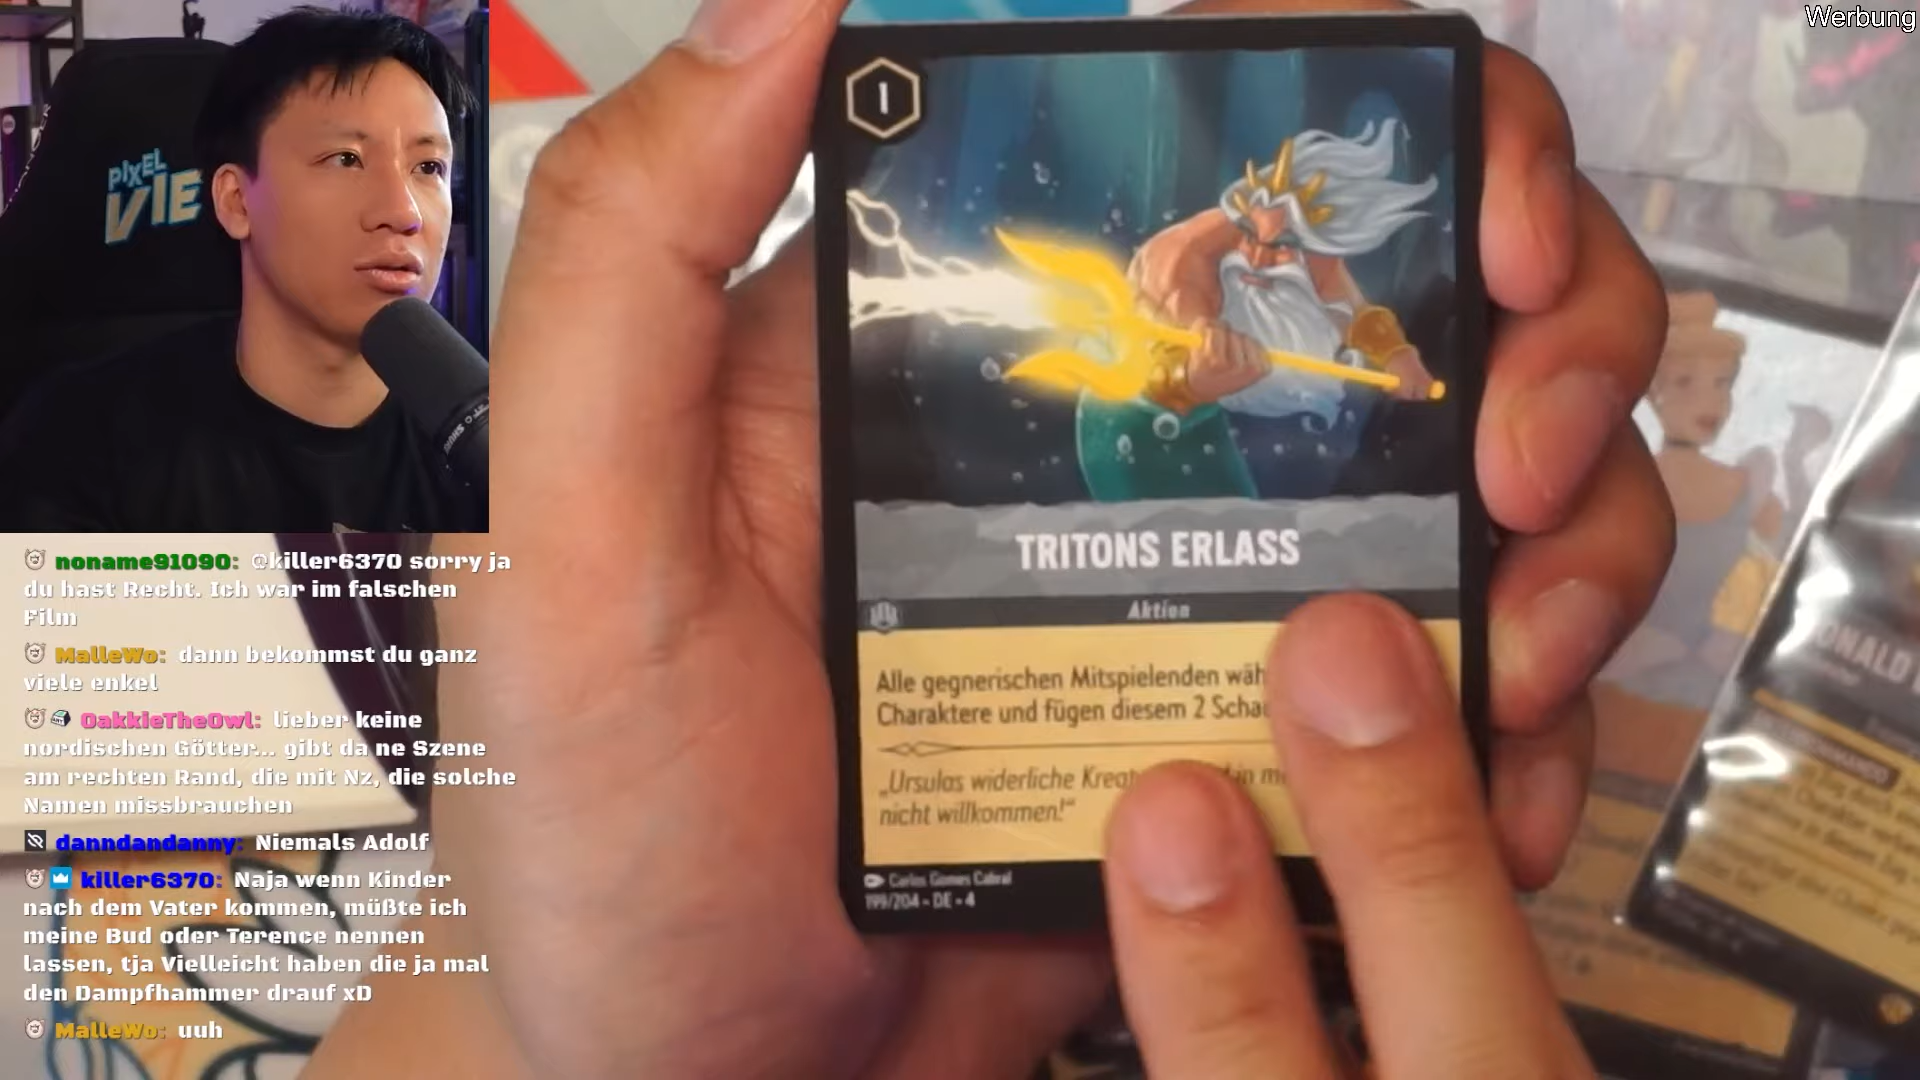 Werbung
PIXEL
VIE
1
TRITONS ERLASS
Aktion
Alle gegnerischen Mitspielenden wäh
Charaktere und fügen diesem 2 Scha
„Ursulas widerliche in
nicht willkommen!“
Carlos Gomes Cabral
199/204 - DE - 4
noname91090: @killer6370 sorry ja
du hast Recht. Ich war im falschen
Film
MalleWo: dann bekommst du ganz
viele enkel
OakkieTheOwl: lieber keine
nordischen Götter... gibt da ne Szene
am rechten Rand, die mit Nz, die solche
Namen missbrauchen
danndandanny: Niemals Adolf
killer6370: Naja wenn Kinder
nach dem Vater kommen, müßte ich
meine Bud oder Terence nennen
lassen, tja Vielleicht haben die ja mal
den Dampfhammer drauf xD
MalleWo: uuh